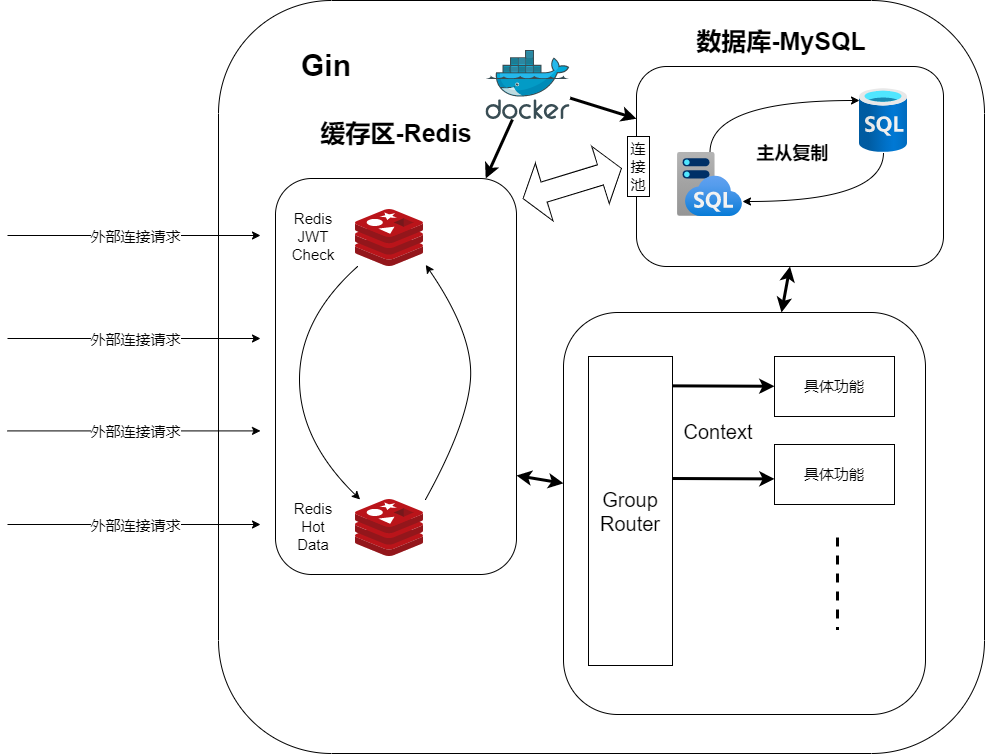 数据库-MySQL
Gin
docker
缓存区-Redis
连
接
池
主从复制
SQL
SQL
Redis
JWT
Check
外部连接请求
外部连接请求
外部连接请求
外部连接请求
Redis
Hot
Data
Group
Router
Context
具体功能
具体功能